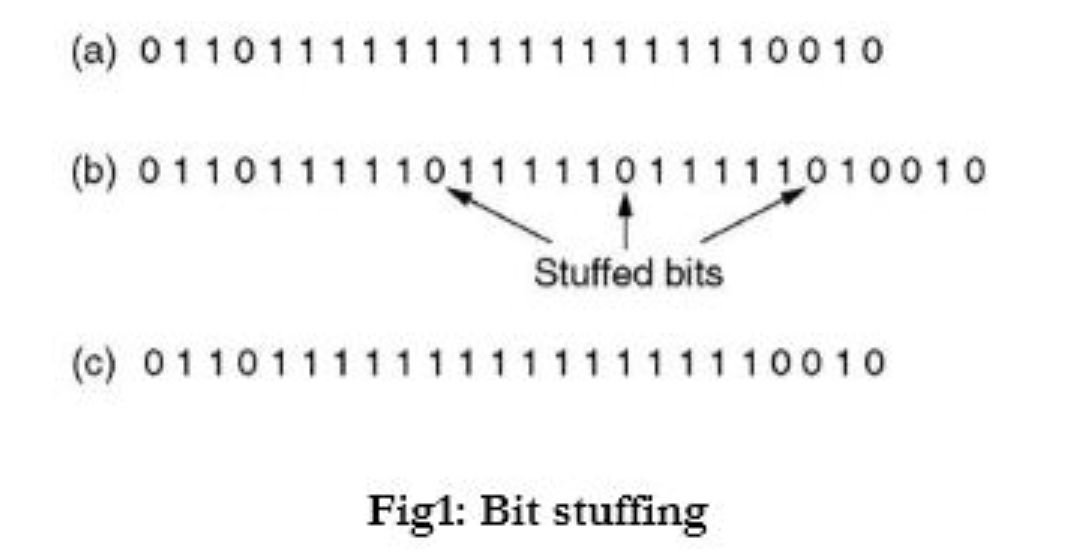 (a) 0 1 1 0 1 1 1 1 1 1 1 1 1 1 1 1 1 1 1 1 0 0 1 0
(b) 0 1 1 0 1 1 1 1 1 0 1 1 1 1 1 0 1 1 1 1 1 0 1 0 0 1 0
Stuffed bits
(c) 0 1 1 0 1 1 1 1 1 1 1 1 1 1 1 1 1 1 1 1 0 0 1 0
Fig1: Bit stuffing